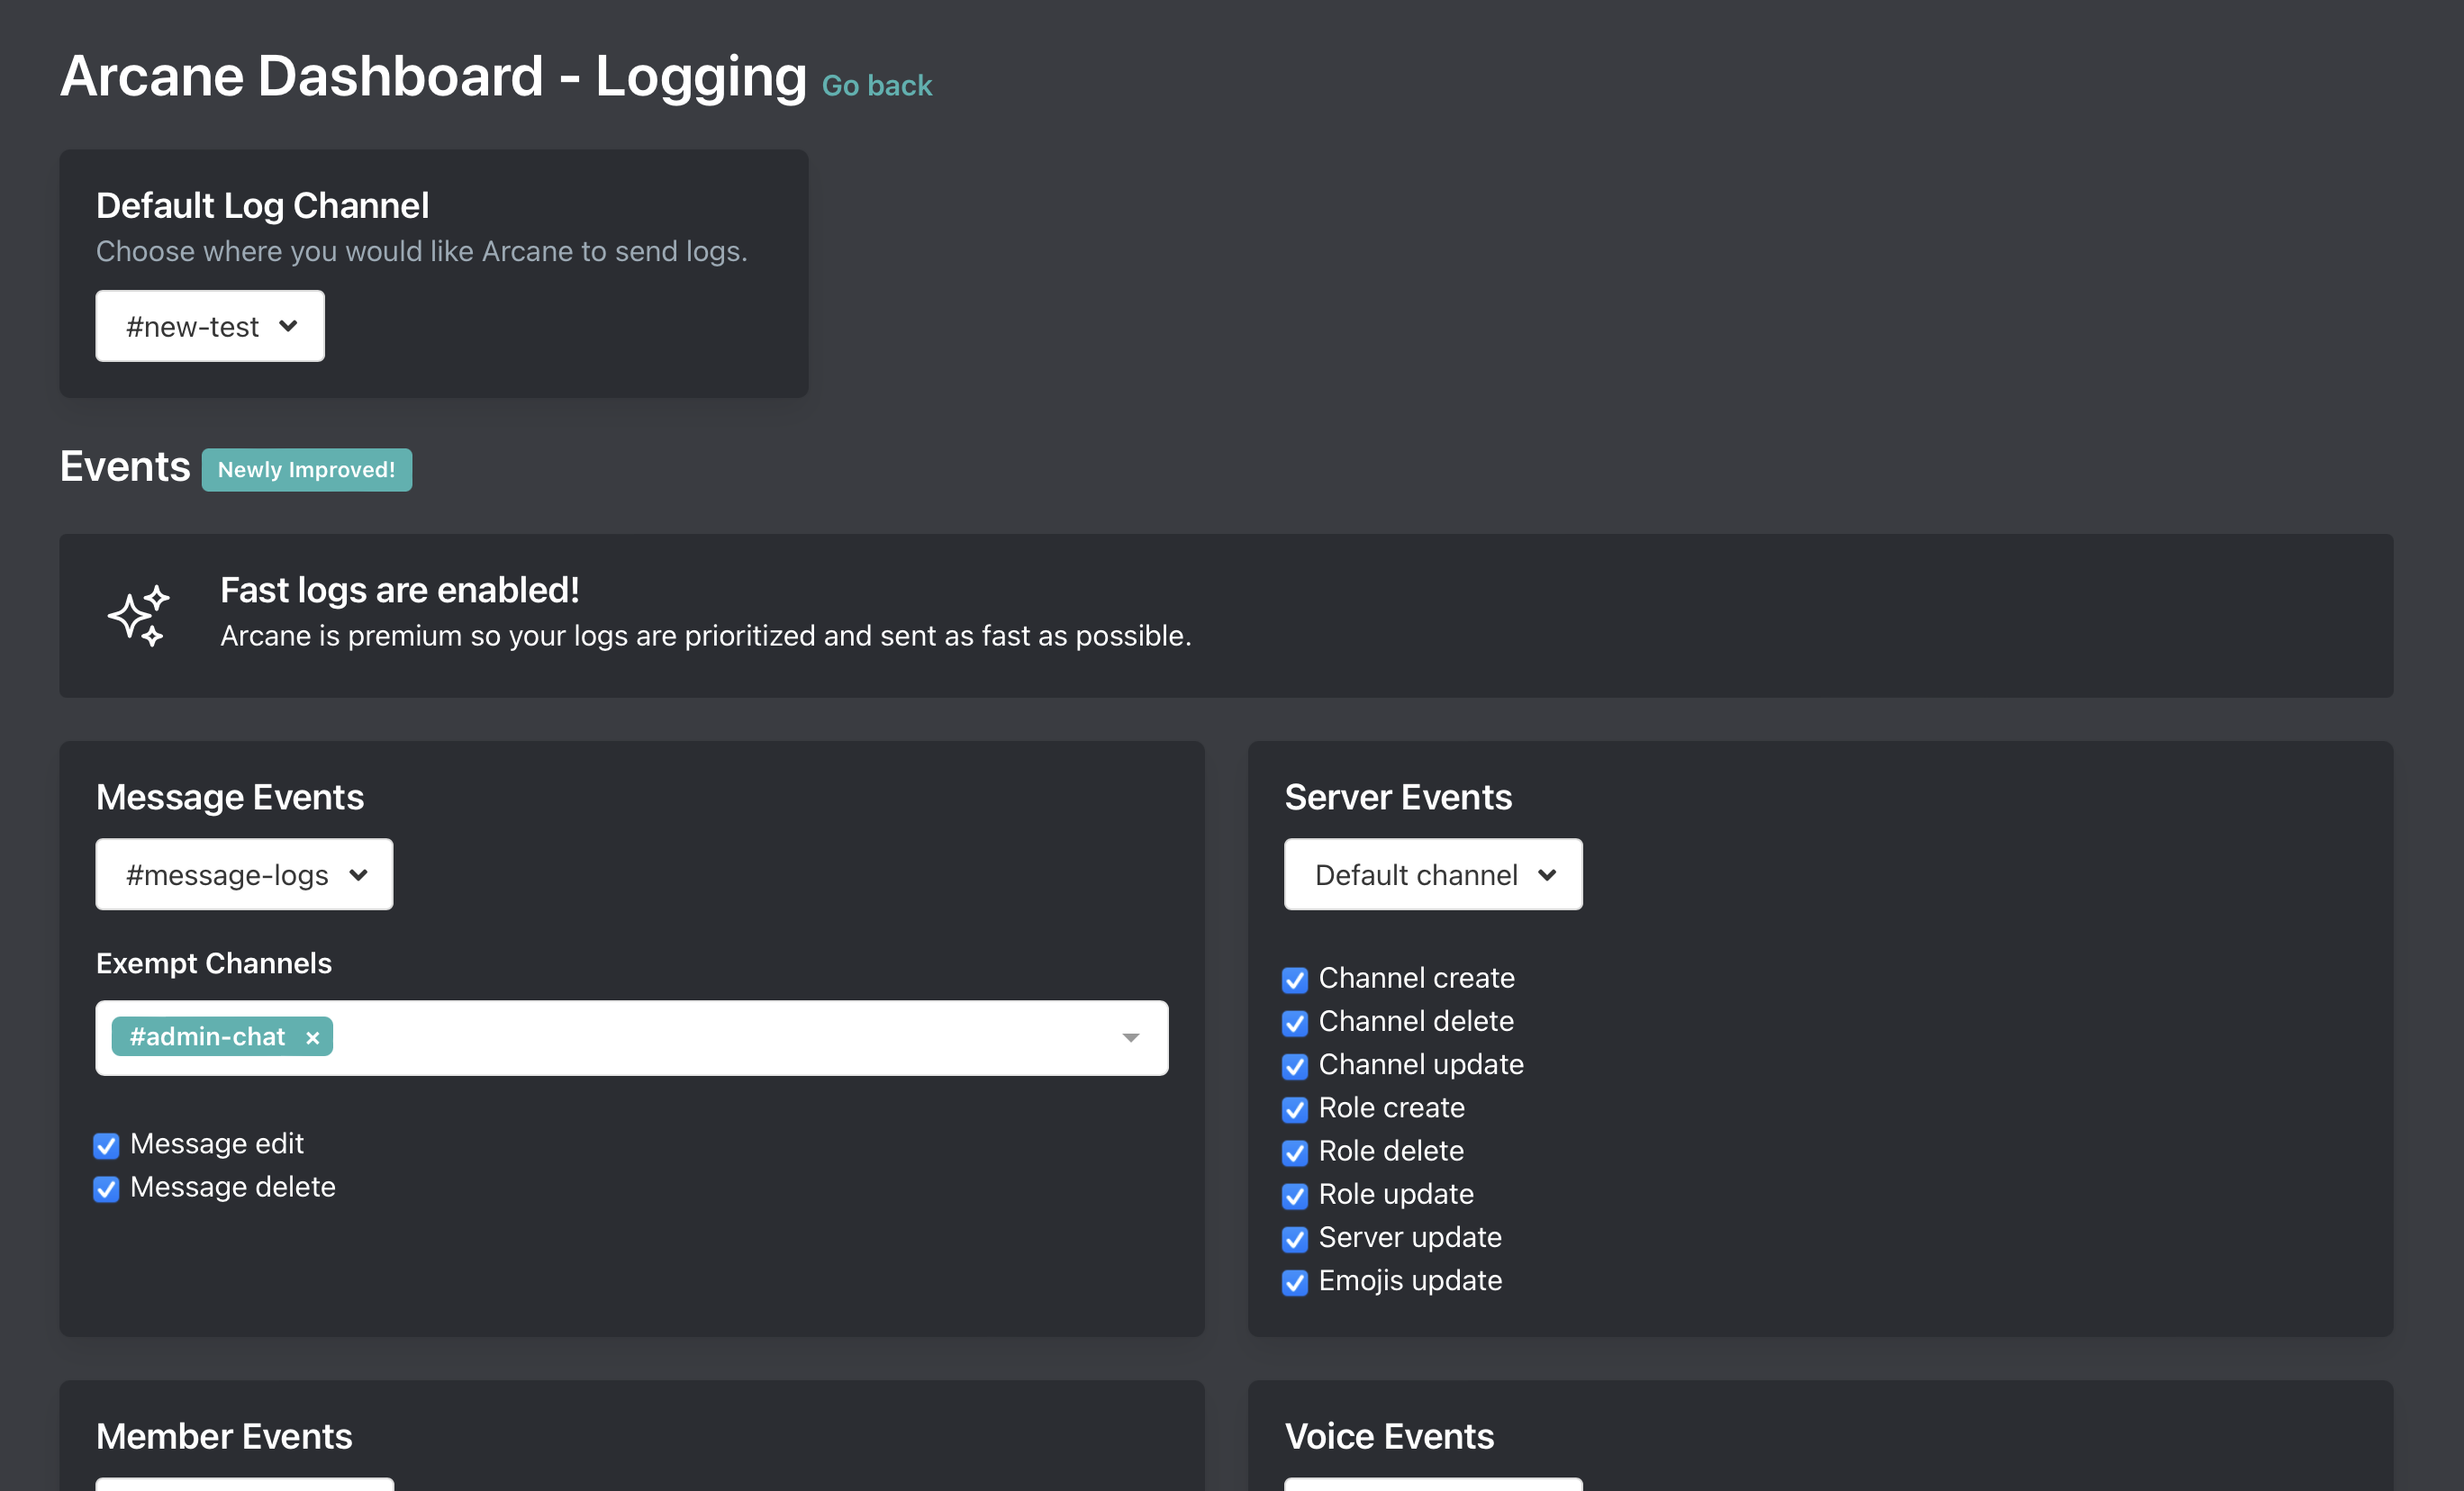 Arcane Dashboard - Logging Go back
Default Log Channel
Choose where you would like Arcane to send logs.
#new-test
Events Newly Improved!
Fast logs are enabled!
Arcane is premium so your logs are prioritized and sent as fast as possible.
Message Events
#message-logs
Exempt Channels
#admin-chat ×
Message edit
Message delete
Server Events
Default channel
Channel create
Channel delete
Channel update
Role create
Role delete
Role update
Server update
Emojis update
Member Events
Voice Events